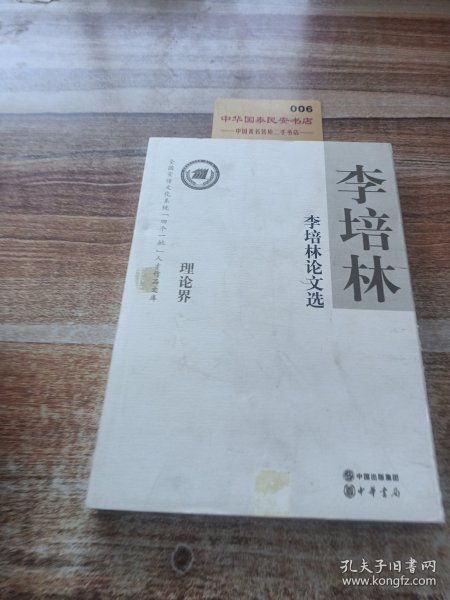 006
中华国泰民安书店
中国著名实地二手书店
李培林
李培林论文选
全国宣传文化系统「四个一批」人才作品文库
理论界
中国出版集团
中华书局
孔夫子旧书网
www.kongfz.com